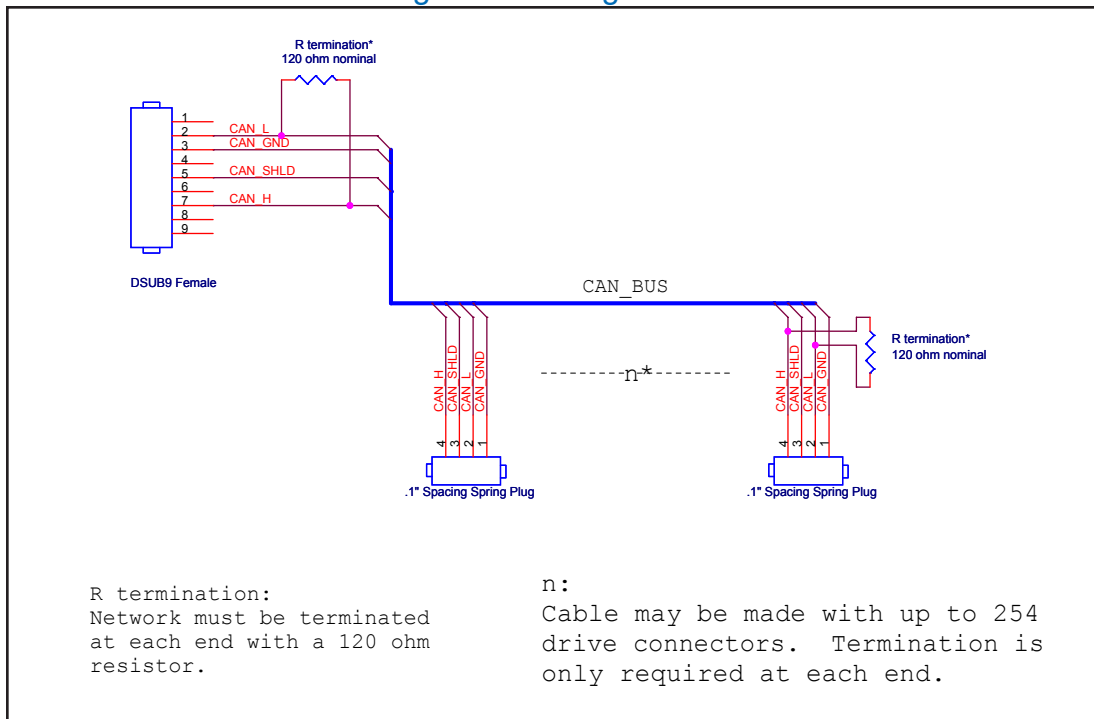 R termination*
120 ohm nominal
1
2
3
4
5
6
7
8
9
CAN_L
CAN_GND
CAN_SHLD
CAN_H
DSUB9 Female
CAN_BUS
CAN_H
CAN_SHLD
CAN_L
CAN_GND
4
3
2
1
.1" Spacing Spring Plug
n*
CAN_H
CAN_SHLD
CAN_L
CAN_GND
4
3
2
1
.1" Spacing Spring Plug
R termination*
120 ohm nominal
R termination:
Network must be terminated
at each end with a 120 ohm
resistor.
n:
Cable may be made with up to 254
drive connectors. Termination is
only required at each end.